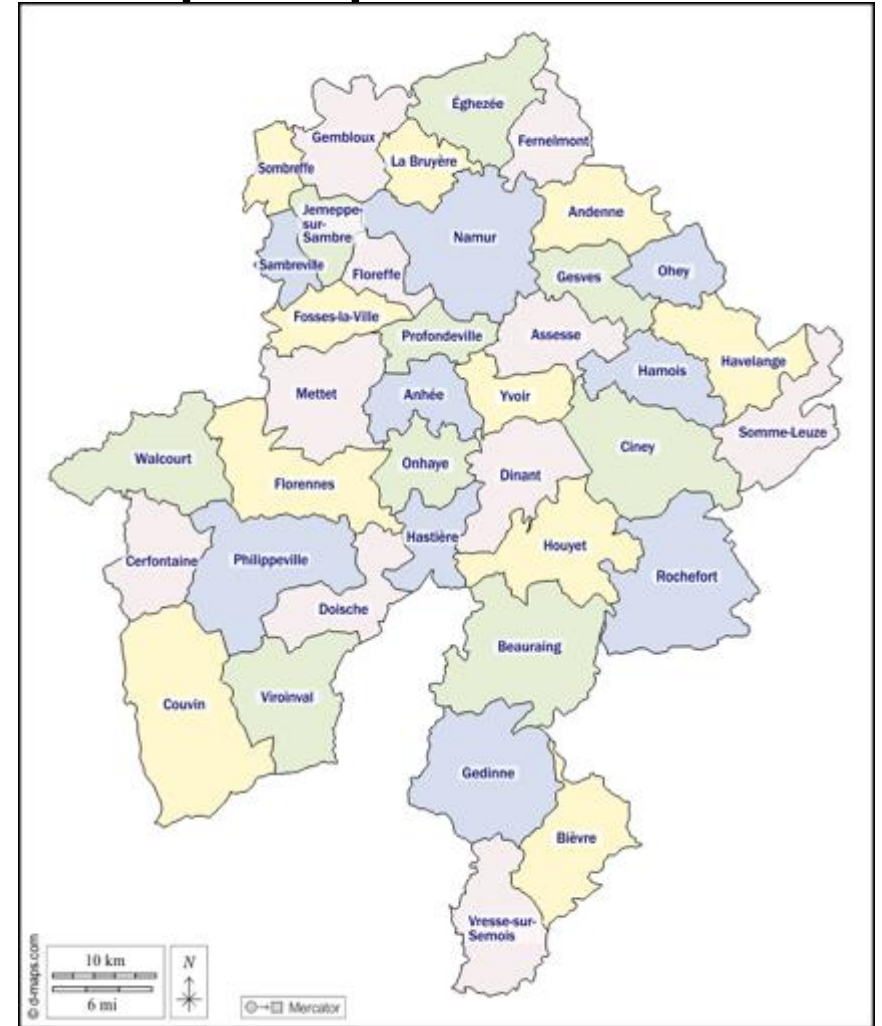 Éghezée
Gembloux
Fernelmont
La Bruyère
Sombreffe
Andenne
Jemeppe-
sur-
Sambre
Namur
Sambreville
Floreffe
Gesves
Ohey
Fosses-la-Ville
Profondeville
Assesse
Havelange
Hamois
Mettet
Anhée
Yvoir
Somme-Leuze
Ciney
Walcourt
Onhaye
Dinant
Florennes
Hastière
Houyet
Cerfontaine
Philippeville
Rochefort
Doische
Beauraing
Viroinval
Couvin
Gedinne
Bièvre
Vresse-sur-
Semois
© d-maps.com
10 km
6 mi
N
Mercator